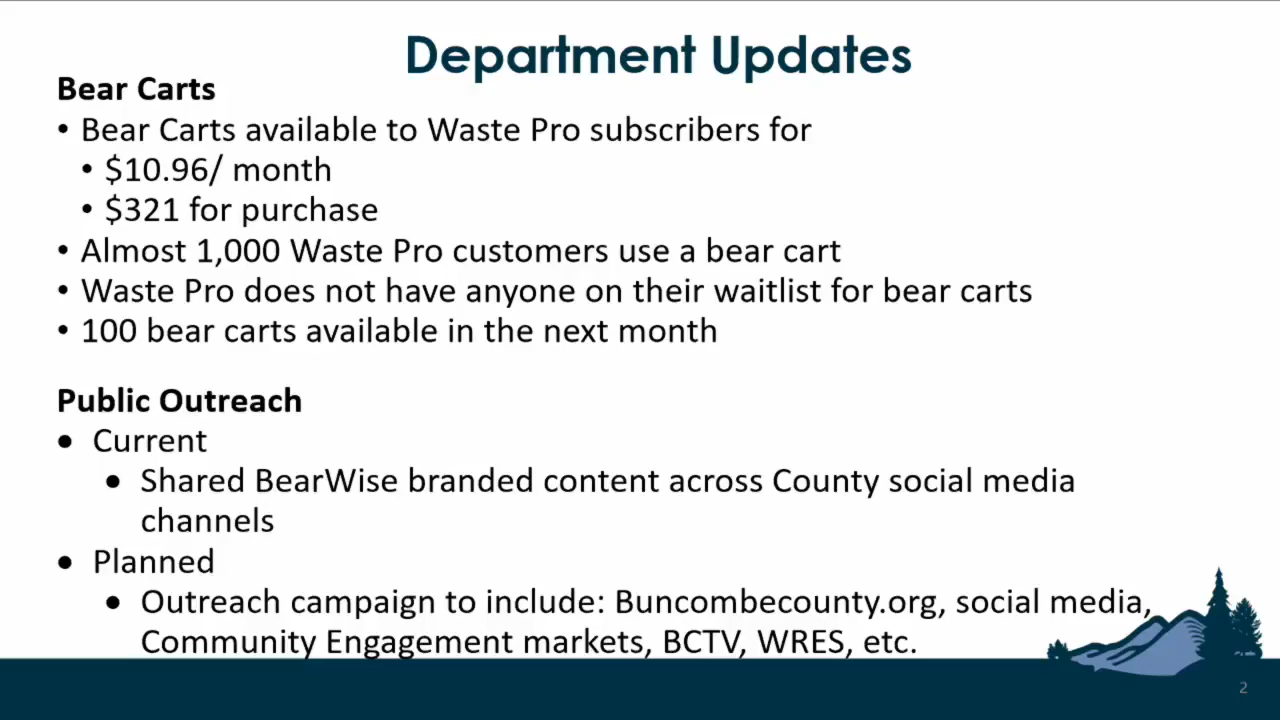 Department Updates
Bear Carts
• Bear Carts available to Waste Pro subscribers for
• $10.96/ month
• $321 for purchase
• Almost 1,000 Waste Pro customers use a bear cart
• Waste Pro does not have anyone on their waitlist for bear carts
• 100 bear carts available in the next month
Public Outreach
• Current
• Shared BearWise branded content across County social media
channels
• Planned
• Outreach campaign to include: Buncombecounty.org, social media,
Community Engagement markets, BCTV, WRES, etc.
2